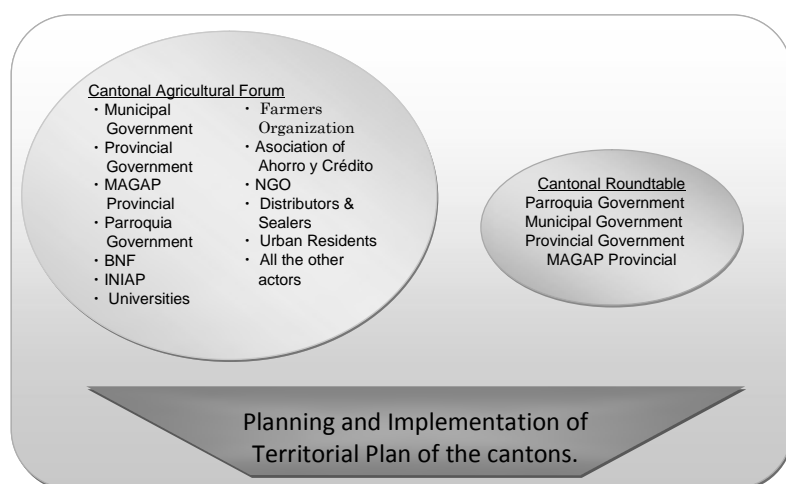 Cantonal Agricultural Forum
・Municipal
Government
・Provincial
Government
・MAGAP
Provincial
・Parroquia
Government
・BNF
・INIAP
・Universities
・Farmers
Organization
・Asociation of
Ahorro y Crédito
・NGO
・Distributors &
Sealers
・Urban Residents
・All the other
actors
Cantonal Roundtable
Parroquia Government
Municipal Government
Provincial Government
MAGAP Provincial
Planning and Implementation of
Territorial Plan of the cantons.